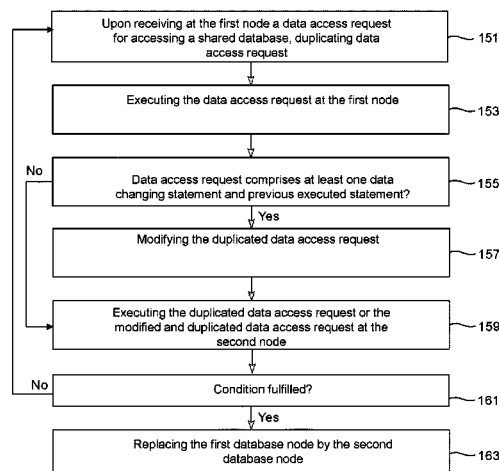 Upon receiving at the first node a data access request
for accessing a shared database, duplicating data
access request
151
Executing the data access request at the first node
153
No
Data access request comprises at least one data
changing statement and previous executed statement?
155
Yes
Modifying the duplicated data access request
157
Executing the duplicated data access request or the
modified and duplicated data access request at the
second node
159
No
Condition fulfilled?
161
Yes
Replacing the first database node by the second
database node
163